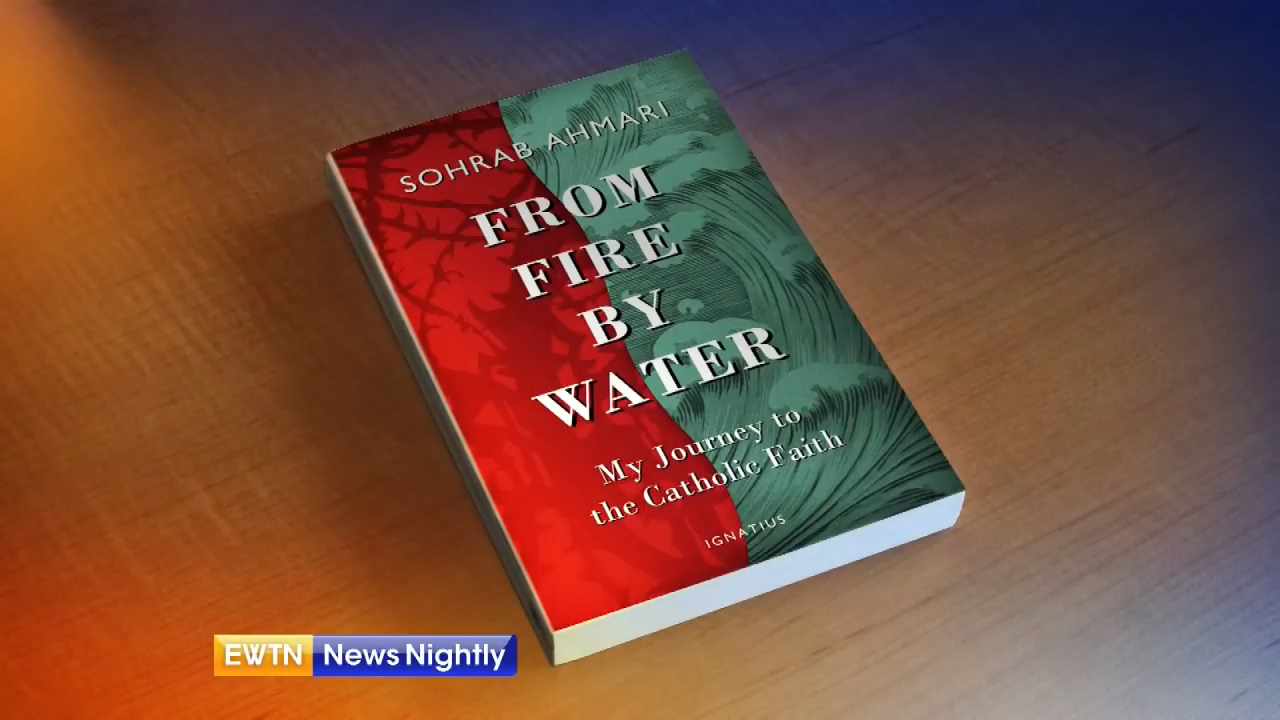 SOHRAB AHMARI
FROM
FIRE
BY
WATER
My Journey to
the Catholic Faith
IGNATIUS
EWTN News Nightly